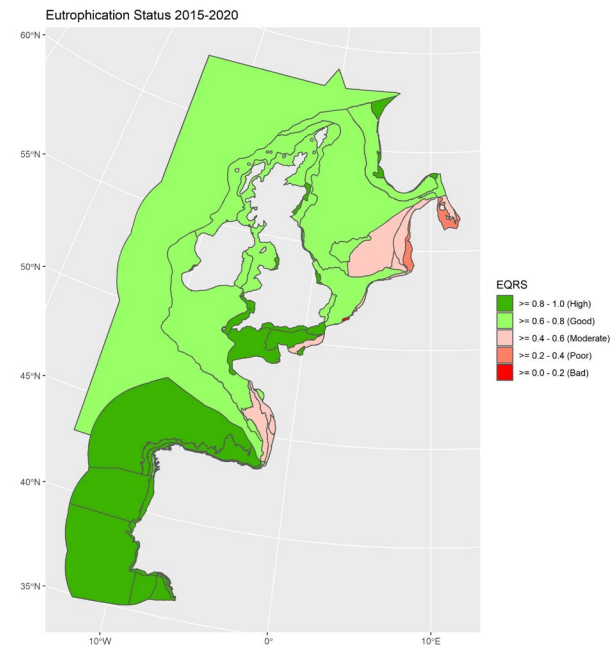 Eutrophication Status 2015-2020
60°N
55°N
50°N
45°N
40°N
35°N
10°W
0°
10°E
EQRS
>= 0.8 - 1.0 (High)
>= 0.6 - 0.8 (Good)
>= 0.4 - 0.6 (Moderate)
>= 0.2 - 0.4 (Poor)
>= 0.0 - 0.2 (Bad)